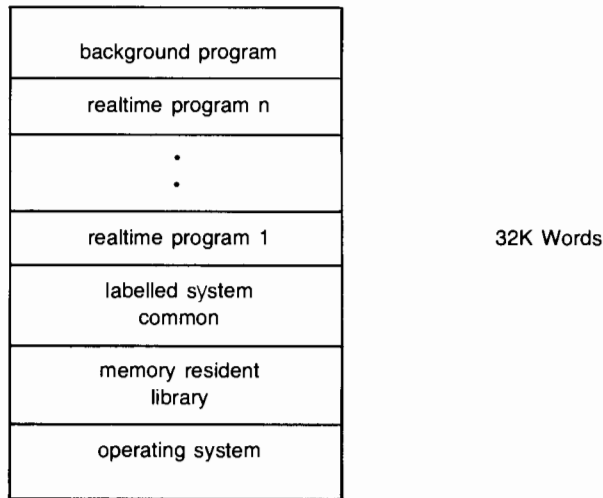 background program
realtime program n
.
.
realtime program 1
32K Words
labelled system
common
memory resident
library
operating system